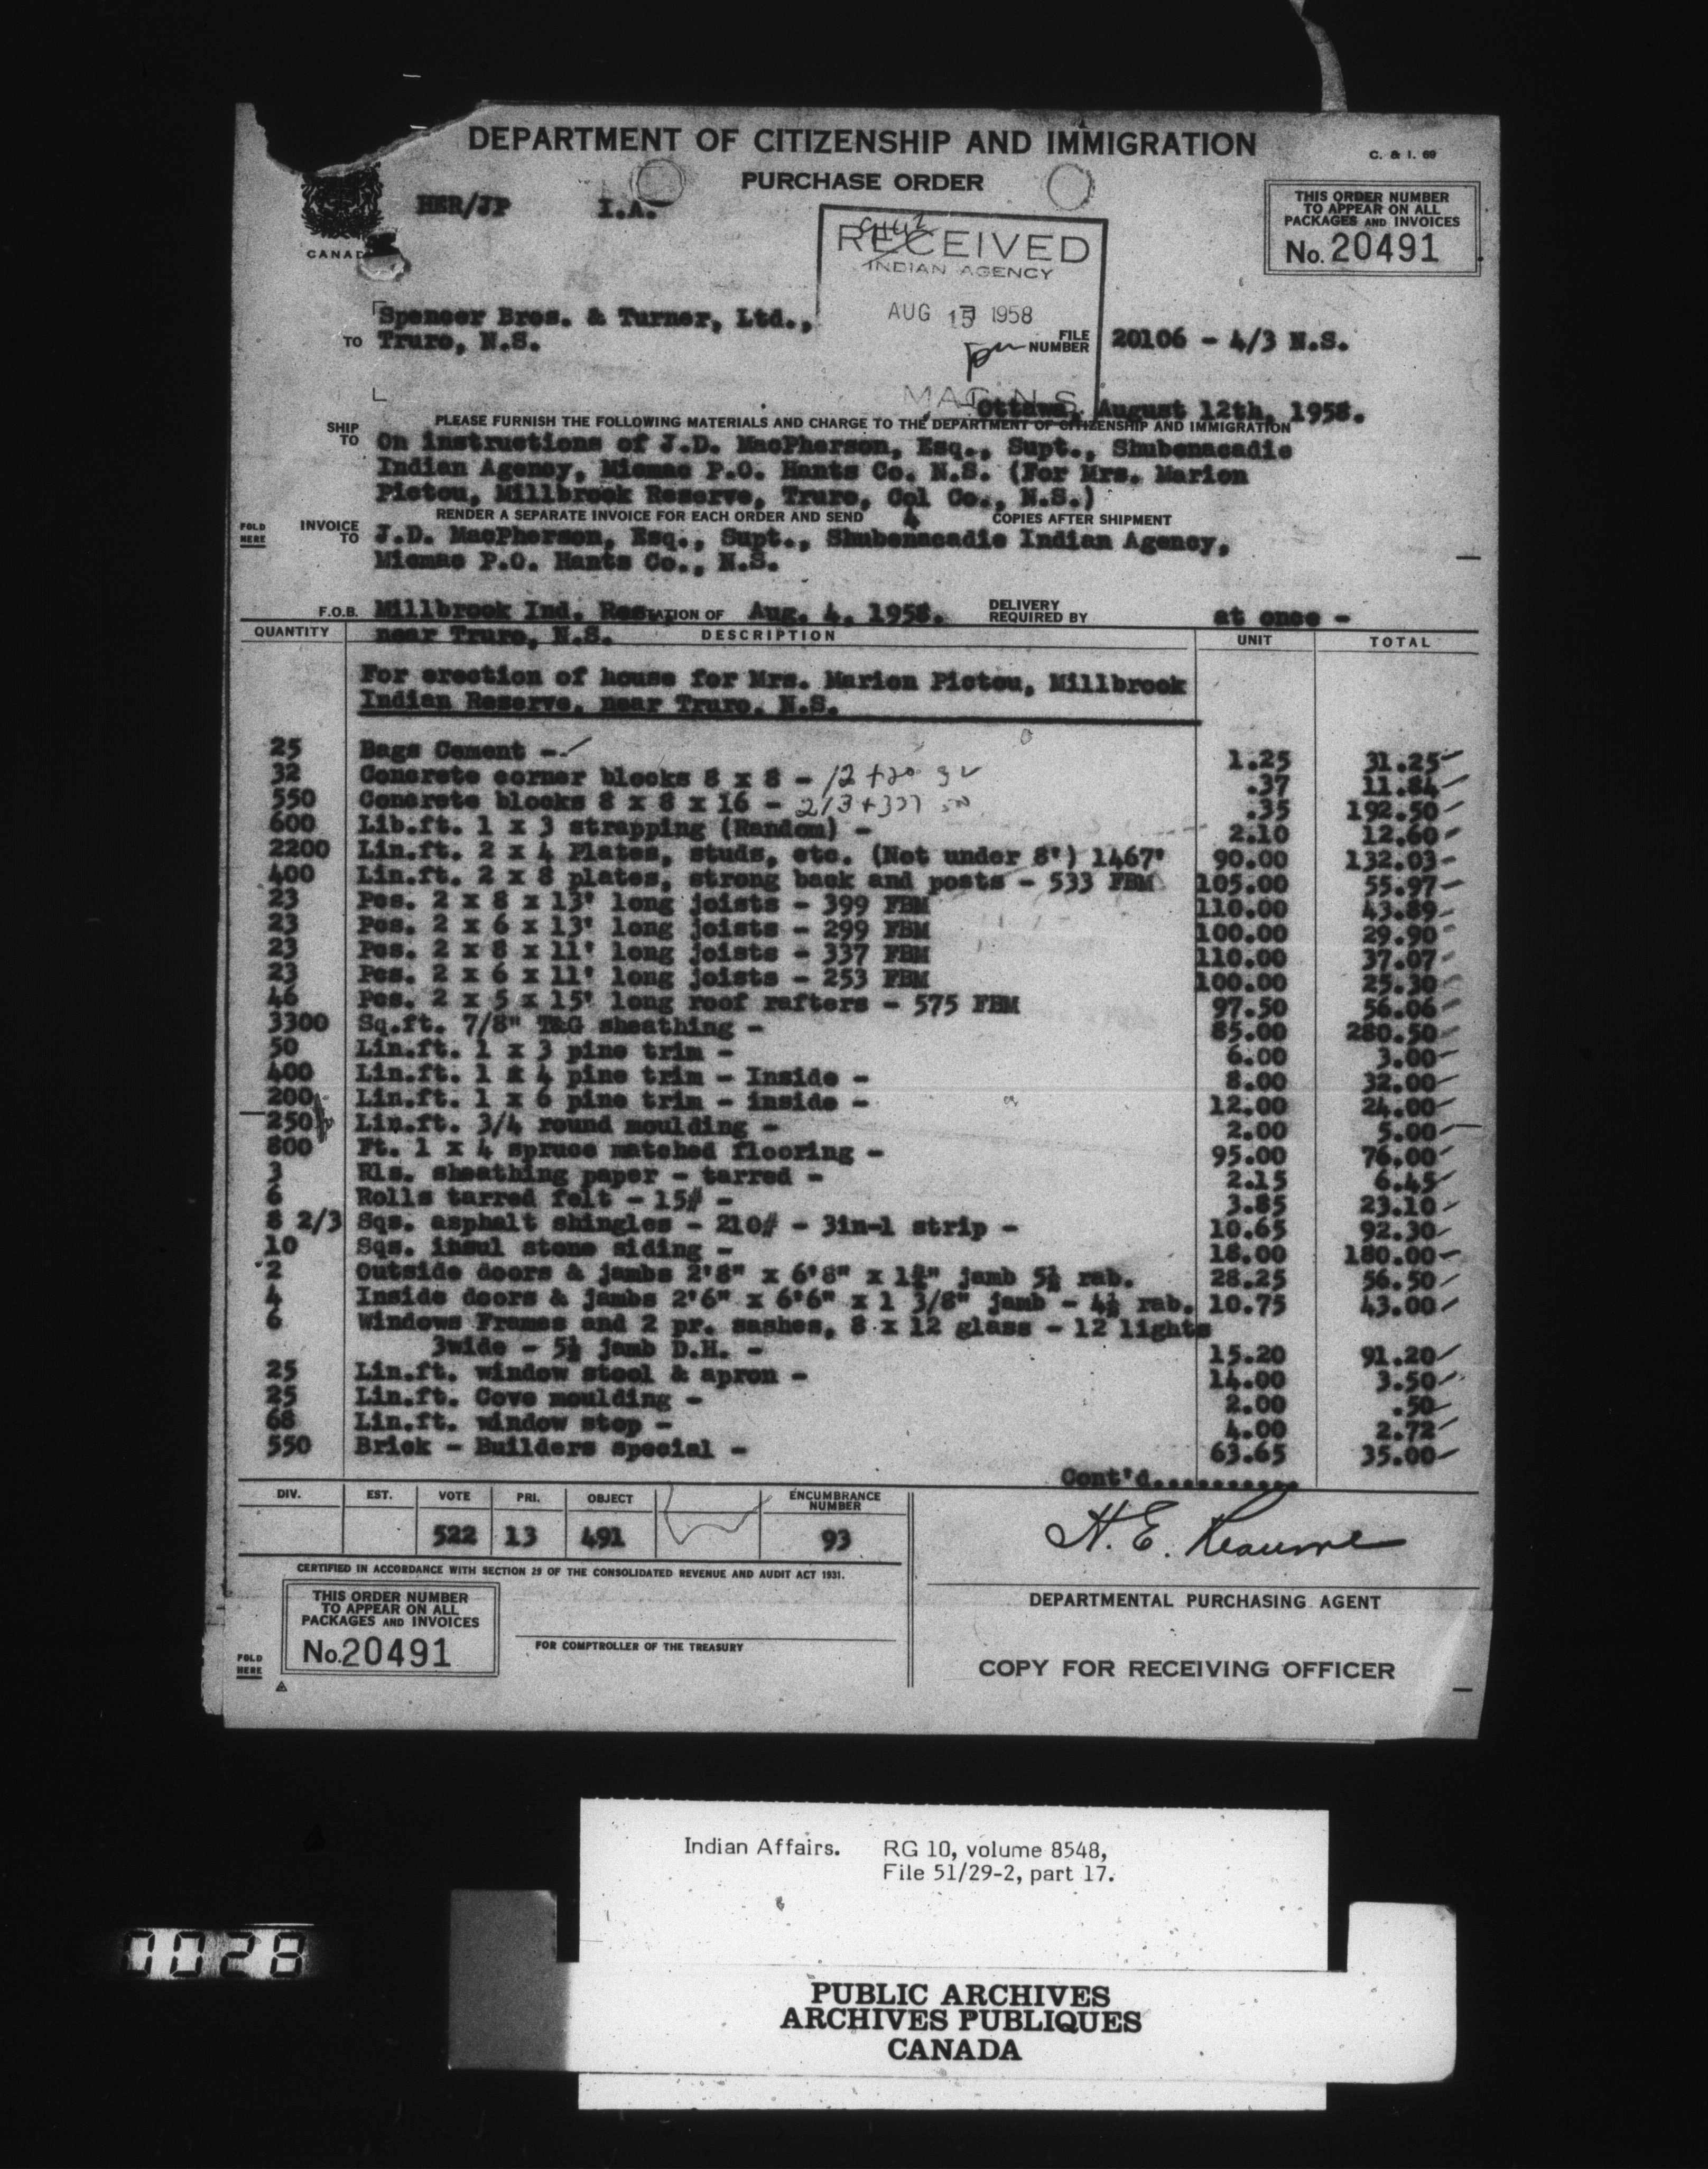 DEPARTMENT OF CITIZENSHIP AND IMMIGRATION
C. & I. 69
PURCHASE ORDER
HER/JP I.A.
CANAD
THIS ORDER NUMBER
TO APPEAR ON ALL
PACKAGES AND INVOICES
No. 20491
RECEIVED
INDIAN AGENCY
AUG 1958
Spencer Bros. & Turner, Ltd.,
TO Truro, N.S.
FILE NUMBER 20106 - 4/3 N.S.
Ottawa, August 12th, 1958.
PLEASE FURNISH THE FOLLOWING MATERIALS AND CHARGE TO THE DEPARTMENT OF CITIZENSHIP AND IMMIGRATION
SHIP TO On instructions of J.D. MacPherson, Esq., Supt., Shubenacadie
Indian Agency, Micmac P.O. Hants Co. N.S. (For Mrs. Marion
Pictou, Millbrook Reserve, Truro, Col Co., N.S.)
RENDER A SEPARATE INVOICE FOR EACH ORDER AND SEND 4 COPIES AFTER SHIPMENT
FOLD HERE
INVOICE TO J.D. MacPherson, Esq., Supt., Shubenacadie Indian Agency,
Micmac P.O. Hants Co., N.S.
F.O.B. Millbrook Ind. Res TATION OF Aug. 4, 1958. DELIVERY REQUIRED BY at once -
near Truro, N.S.
QUANTITY DESCRIPTION UNIT TOTAL
For erection of house for Mrs. Marion Pictou, Millbrook
Indian Reserve, near Truro, N.S.
25 Bags Cement - 1.25 31.25
32 Concrete corner blocks 8 x 8 - 12 + 20 .37 11.84
550 Concrete blocks 8 x 8 x 16 - 213 + 337 .35 192.50
600 Lib.ft. 1 x 3 strapping (Random) - 2.10 12.60
2200 Lin.ft. 2 x 4 Plates, studs, etc. (Not under 8') 1467' 90.00 132.03
400 Lin.ft. 2 x 8 plates, strong back and posts - 533 FBM 105.00 55.97
23 Pcs. 2 x 8 x 13' long joists - 399 FBM 110.00 43.89
23 Pcs. 2 x 6 x 13' long joists - 299 FBM 100.00 29.90
23 Pcs. 2 x 8 x 11' long joists - 337 FBM 110.00 37.07
23 Pcs. 2 x 6 x 11' long joists - 253 FBM 100.00 25.30
46 Pcs. 2 x 5 x 15' long roof rafters - 575 FBM 97.50 56.06
3300 Sq.ft. 7/8" T&G sheathing - 85.00 280.50
50 Lin.ft. 1 x 3 pine trim - 6.00 3.00
400 Lin.ft. 1 x 4 pine trim - Inside - 8.00 32.00
200 Lin.ft. 1 x 6 pine trim - inside - 12.00 24.00
250 Lin.ft. 3/4 round moulding - 2.00 5.00
800 Ft. 1 x 4 spruce matched flooring - 95.00 76.00
3 Rls. sheathing paper - tarred - 2.15 6.45
6 Rolls tarred felt - 15# - 3.85 23.10
8 2/3 Sqs. asphalt shingles - 210# - 3in-1 strip - 10.65 92.30
10 Sqs. insul stone siding - 18.00 180.00
2 Outside doors & jambs 2'8" x 6'8" x 1¾" jamb 5½ rab. 28.25 56.50
4 Inside doors & jambs 2'6" x 6'6" x 1 3/8" jamb - 4½ rab. 10.75 43.00
6 Windows Frames and 2 pr. sashes, 8 x 12 glass - 12 lights
3wide - 5½ jamb D.H. - 15.20 91.20
25 Lin.ft. window stool & apron - 14.00 3.50
25 Lin.ft. Cove moulding - 2.00 .50
68 Lin.ft. window stop - 4.00 2.72
550 Brick - Builders special - 63.65 35.00
Cont'd...........
DIV. EST. VOTE PRI. OBJECT ENCUMBRANCE NUMBER
522 13 491 93
H. E. Reaume
CERTIFIED IN ACCORDANCE WITH SECTION 29 OF THE CONSOLIDATED REVENUE AND AUDIT ACT 1931.
THIS ORDER NUMBER
TO APPEAR ON ALL
PACKAGES AND INVOICES
No. 20491
DEPARTMENTAL PURCHASING AGENT
FOR COMPTROLLER OF THE TREASURY
FOLD HERE
COPY FOR RECEIVING OFFICER
Indian Affairs. RG 10, volume 8548,
File 51/29-2, part 17.
0028
PUBLIC ARCHIVES
ARCHIVES PUBLIQUES
CANADA